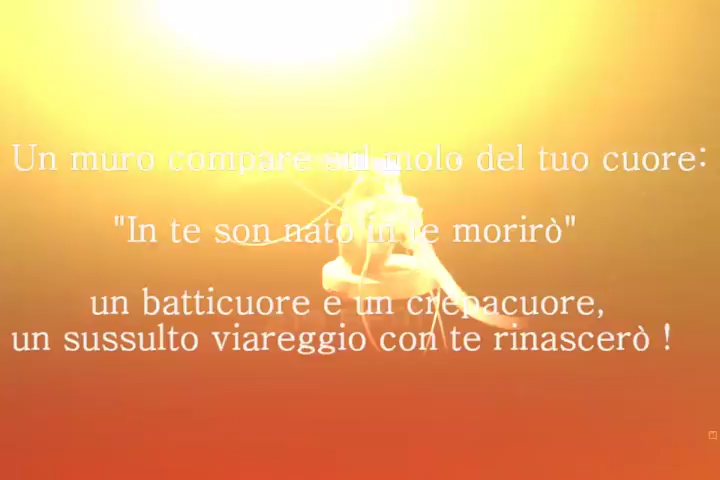 Un muro compare sul molo del tuo cuore:
"In te son nato in te morirò"
un batticuore e un crepacuore,
un sussulto viareggio con te rinascerò !